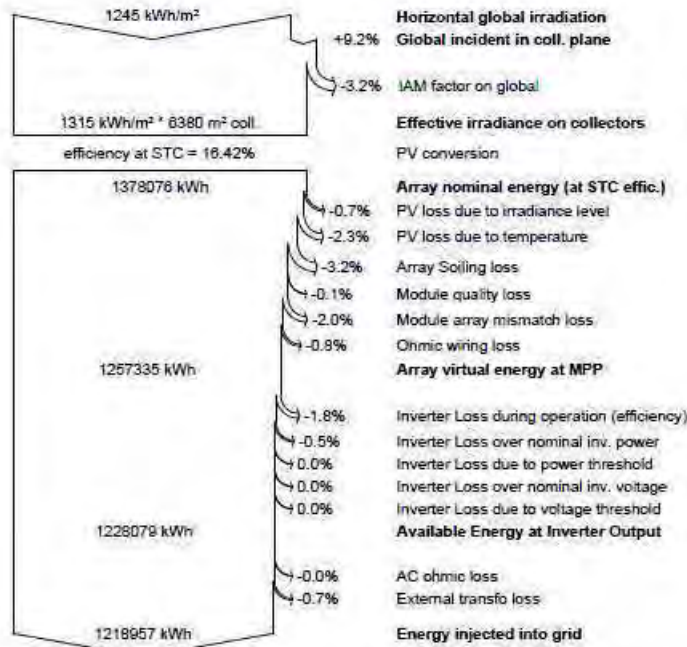 1245 kWh/m² Horizontal global irradiation
+9.2% Global incident in coll. plane
-3.2% IAM factor on global
1315 kWh/m² * 6380 m² coll. Effective irradiance on collectors
efficiency at STC = 16.42% PV conversion
1378076 kWh Array nominal energy (at STC effic.)
-0.7% PV loss due to irradiance level
-2.3% PV loss due to temperature
-3.2% Array Soiling loss
-0.1% Module quality loss
-2.0% Module array mismatch loss
-0.8% Ohmic wiring loss
1257335 kWh Array virtual energy at MPP
-1.8% Inverter Loss during operation (efficiency)
-0.5% Inverter Loss over nominal inv. power
0.0% Inverter Loss due to power threshold
0.0% Inverter Loss over nominal inv. voltage
0.0% Inverter Loss due to voltage threshold
1228079 kWh Available Energy at Inverter Output
-0.0% AC ohmic loss
-0.7% External transfo loss
1218957 kWh Energy injected into grid